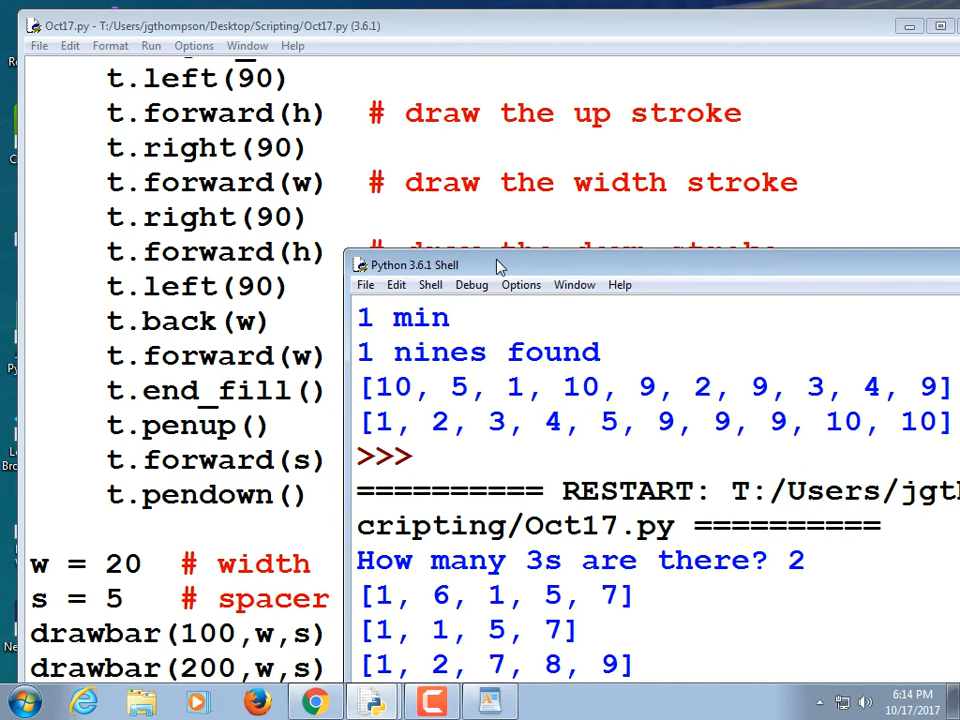 Oct17.py - T:/Users/jgthompson/Desktop/Scripting/Oct17.py (3.6.1)
File Edit Format Run Options Window Help
t.left(90)
t.forward(h) # draw the up stroke
t.right(90)
t.forward(w) # draw the width stroke
t.right(90)
t.forward(h)
t.left(90)
t.back(w)
t.forward(w)
t.end_fill()
t.penup()
t.forward(s)
t.pendown()
w = 20 # width
s = 5 # spacer
drawbar(100,w,s)
drawbar(200,w,s)
Python 3.6.1 Shell
File Edit Shell Debug Options Window Help
1 min
1 nines found
[10, 5, 1, 10, 9, 2, 9, 3, 4, 9]
[1, 2, 3, 4, 5, 9, 9, 9, 10, 10]
>>>
========== RESTART: T:/Users/jgth
cripting/Oct17.py ==========
How many 3s are there? 2
[1, 6, 1, 5, 7]
[1, 1, 5, 7]
[1, 2, 7, 8, 9]
6:14 PM
10/17/2017